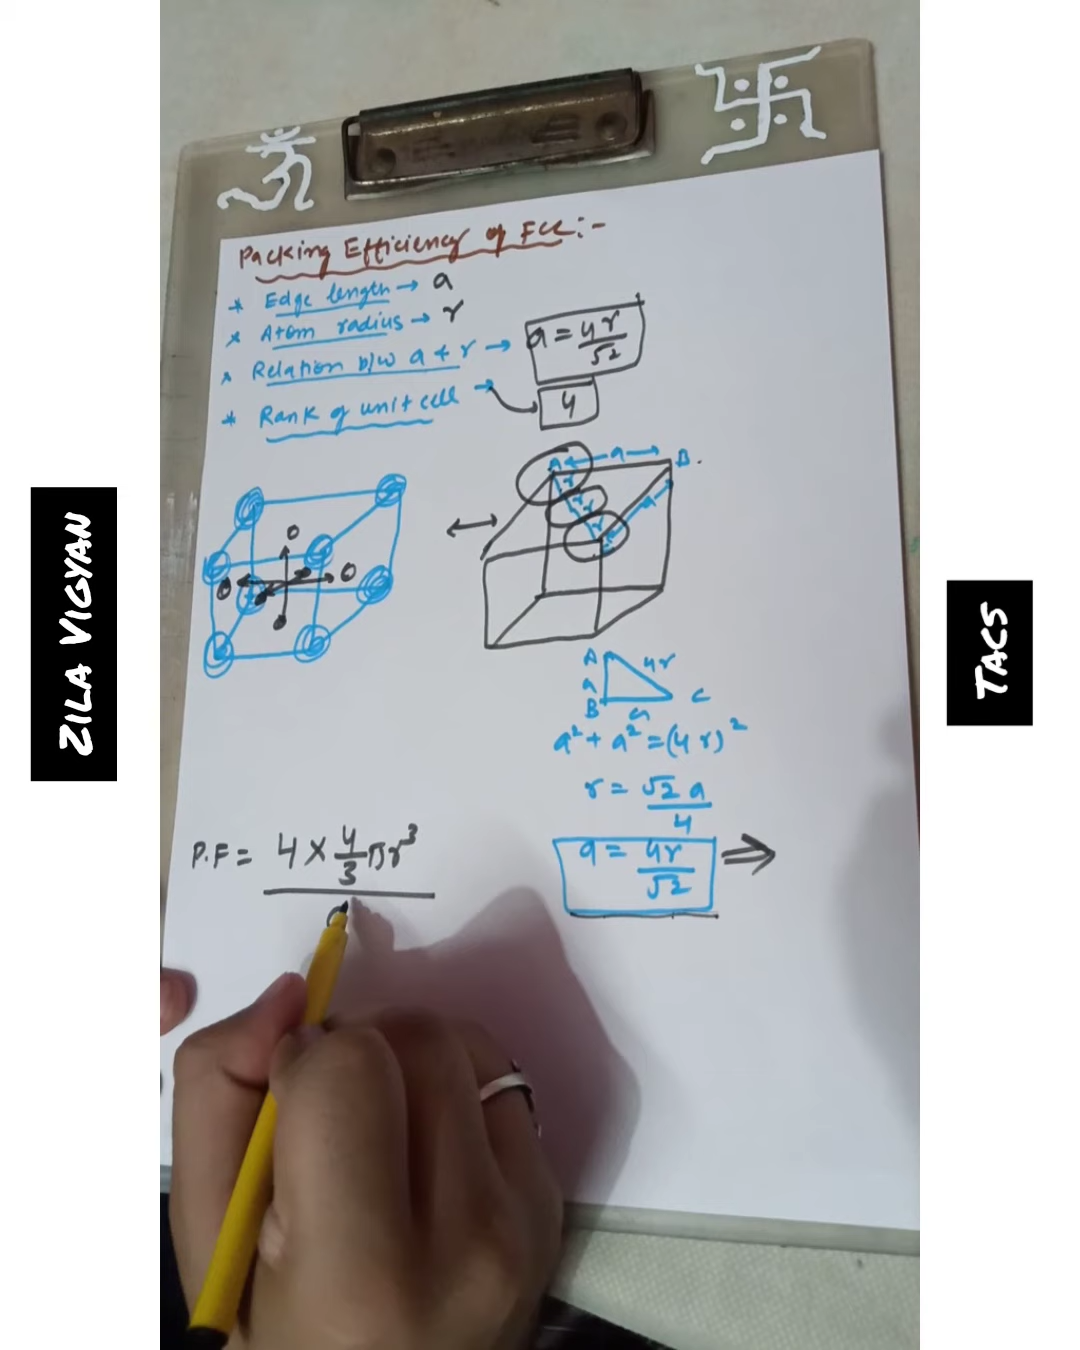 ॐ
Packing Efficiency of FCC:-
* Edge length → a
* Atom radius → r
* Relation b/w a & r → a = 4r/√2
* Rank of unit cell → 4
A ← a → B.
r
r
r
r
a
A
4r
a
B
a
C
a² + a² = (4r)²
r = √2 a/4
a = 4r/√2 ⇒
P.F = 4 × 4/3 πr³
ZILA VIGYAN
TACS